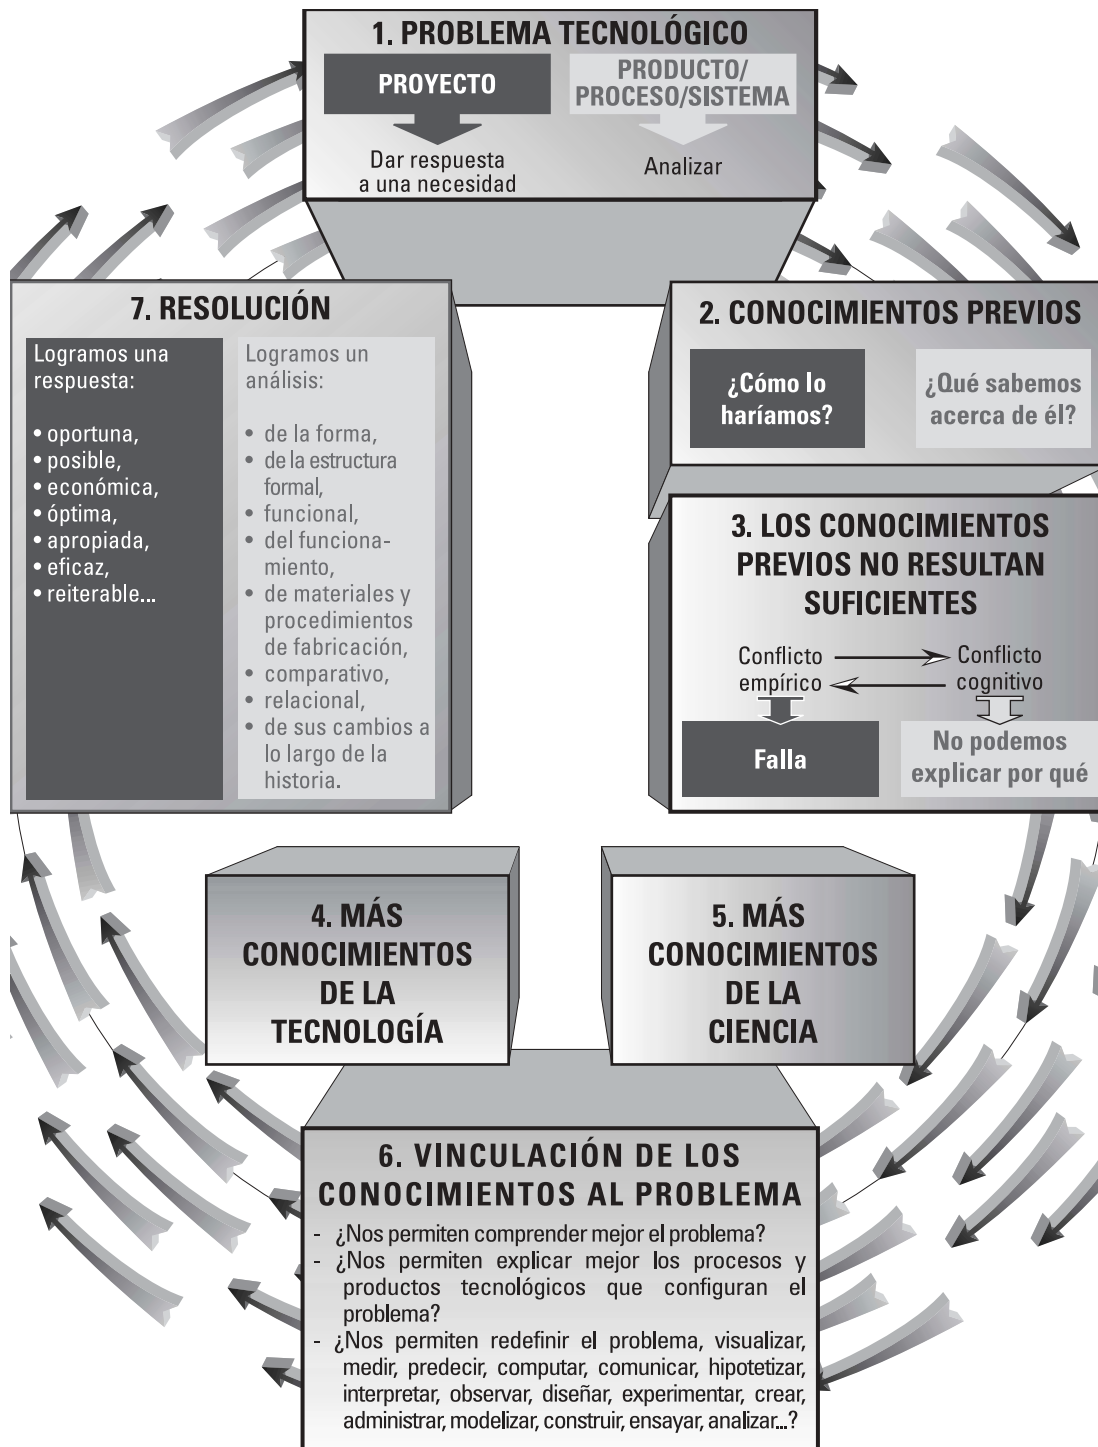 1. PROBLEMA TECNOLÓGICO
PROYECTO
Dar respuesta
a una necesidad
PRODUCTO/
PROCESO/SISTEMA
Analizar
2. CONOCIMIENTOS PREVIOS
¿Cómo lo
haríamos?
¿Qué sabemos
acerca de él?
3. LOS CONOCIMIENTOS
PREVIOS NO RESULTAN
SUFICIENTES
Conflicto
empírico
Conflicto
cognitivo
Falla
No podemos
explicar por qué
4. MÁS
CONOCIMIENTOS
DE LA
TECNOLOGÍA
5. MÁS
CONOCIMIENTOS
DE LA
CIENCIA
6. VINCULACIÓN DE LOS
CONOCIMIENTOS AL PROBLEMA
- ¿Nos permiten comprender mejor el problema?
- ¿Nos permiten explicar mejor los procesos y
productos tecnológicos que configuran el
problema?
- ¿Nos permiten redefinir el problema, visualizar,
medir, predecir, computar, comunicar, hipotetizar,
interpretar, observar, diseñar, experimentar, crear,
administrar, modelizar, construir, ensayar, analizar...?
7. RESOLUCIÓN
Logramos una
respuesta:
• oportuna,
• posible,
• económica,
• óptima,
• apropiada,
• eficaz,
• reiterable...
Logramos un
análisis:
• de la forma,
• de la estructura
formal,
• funcional,
• del funciona-
miento,
• de materiales y
procedimientos
de fabricación,
• comparativo,
• relacional,
• de sus cambios a
lo largo de la
historia.